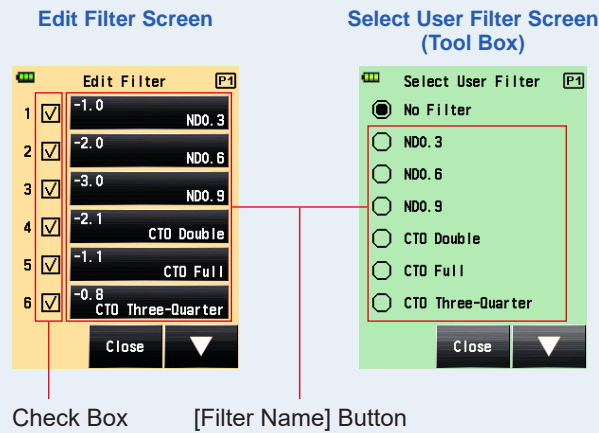 Edit Filter Screen
Edit Filter
P1
1
-1.0
ND0.3
2
-2.0
ND0.6
3
-3.0
ND0.9
4
-2.1
CTO Double
5
-1.1
CTO Full
6
-0.8
CTO Three-Quarter
Close
Check Box
[Filter Name] Button
Select User Filter Screen
(Tool Box)
Select User Filter
P1
No Filter
ND0.3
ND0.6
ND0.9
CTO Double
CTO Full
CTO Three-Quarter
Close